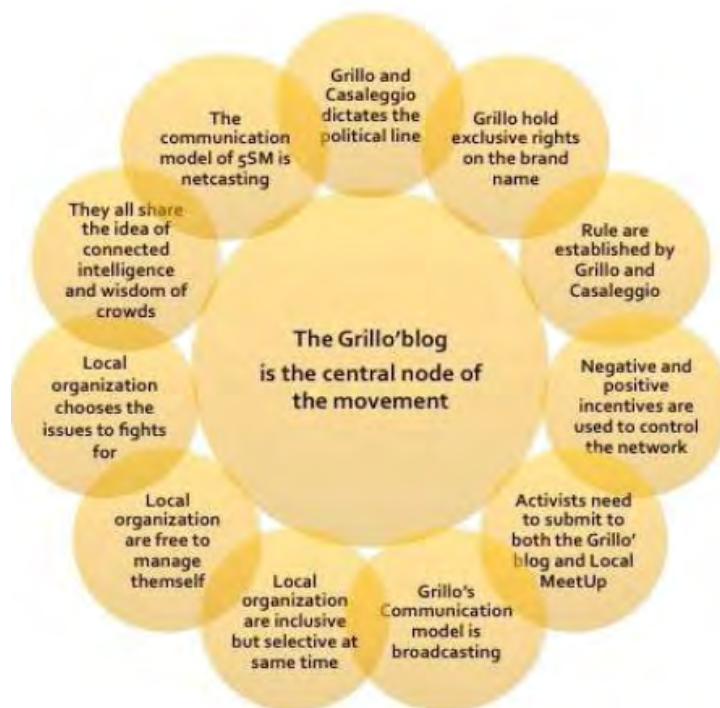 Grillo and
Casaleggio
dictates the
political line
Grillo hold
exclusive rights
on the brand
name
Rule are
established by
Grillo and
Casaleggio
Negative and
positive
incentives are
used to control
the network
Activists need
to submit to
both the Grillo'
blog and Local
MeetUp
Grillo's
Communication
model is
broadcasting
Local
organization
are inclusive
but selective at
same time
Local
organization
are free to
manage
themself
Local
organization
chooses the
issues to fights
for
They all share
the idea of
connected
intelligence
and wisdom of
crowds
The
communication
model of 5SM is
netcasting
The Grillo'blog
is the central node of
the movement